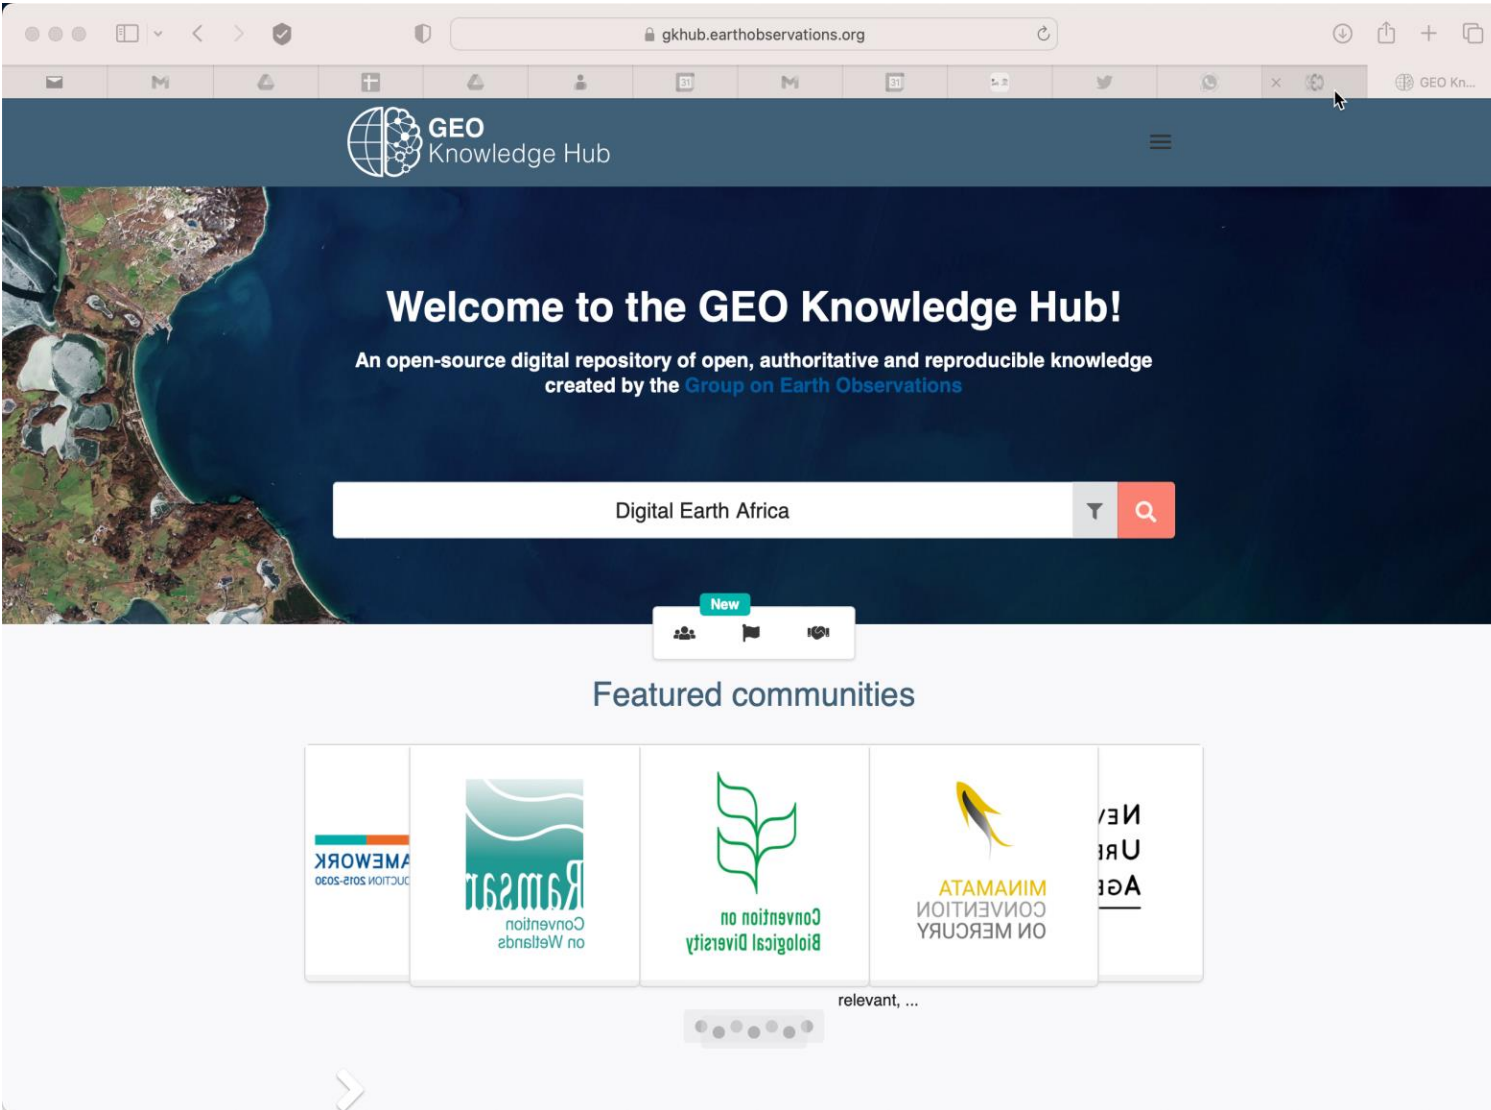 gkhub.earthobservations.org
GEO Kn...
GEO
Knowledge Hub
Welcome to the GEO Knowledge Hub!
An open-source digital repository of open, authoritative and reproducible knowledge
created by the Group on Earth Observations
Digital Earth Africa
New
Featured communities
AMEWORK
DUCTION 2015-2030
Ramsar
Convention
on Wetlands
Convention on
Biological Diversity
MINAMATA
CONVENTION
ON MERCURY
NEW
URB
AGE
relevant, ...